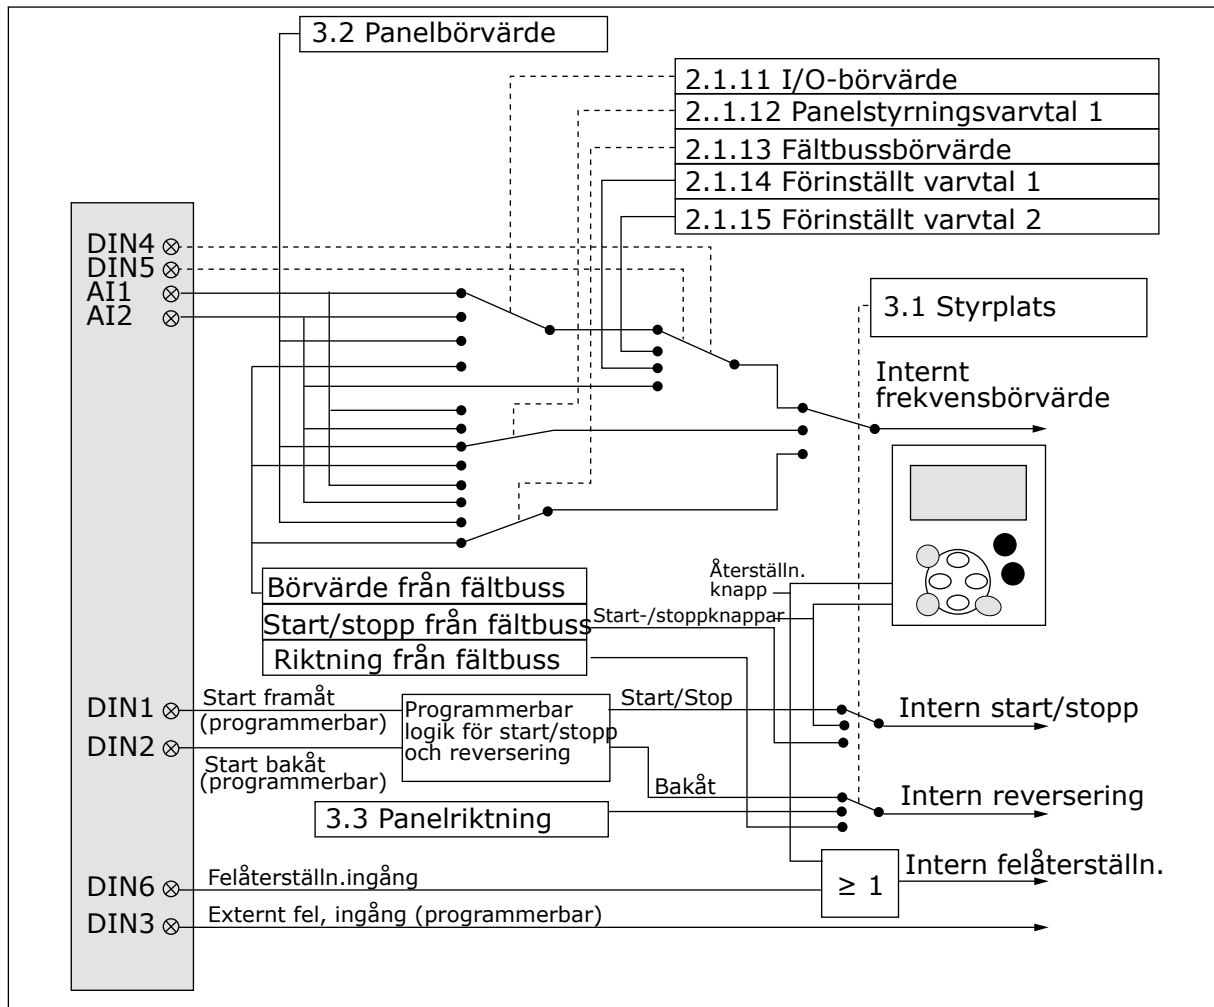 3.2 Panelbörvärde
2.1.11 I/O-börvärde
2..1.12 Panelstyrningsvarvtal 1
2.1.13 Fältbussbörvärde
2.1.14 Förinställt varvtal 1
2.1.15 Förinställt varvtal 2
DIN4
DIN5
AI1
AI2
3.1 Styrplats
Internt
frekvensbörvärde
Återställn.
knapp
Börvärde från fältbuss
Start/stopp från fältbuss
Start-/stoppknappar
Riktning från fältbuss
DIN1
Start framåt
(programmerbar)
Programmerbar
logik för start/stopp
och reversering
Start/Stop
Intern start/stopp
DIN2
Start bakåt
(programmerbar)
Bakåt
Intern reversering
3.3 Panelriktning
DIN6
Felåterställn.ingång
≥ 1
Intern felåterställn.
DIN3
Externt fel, ingång (programmerbar)